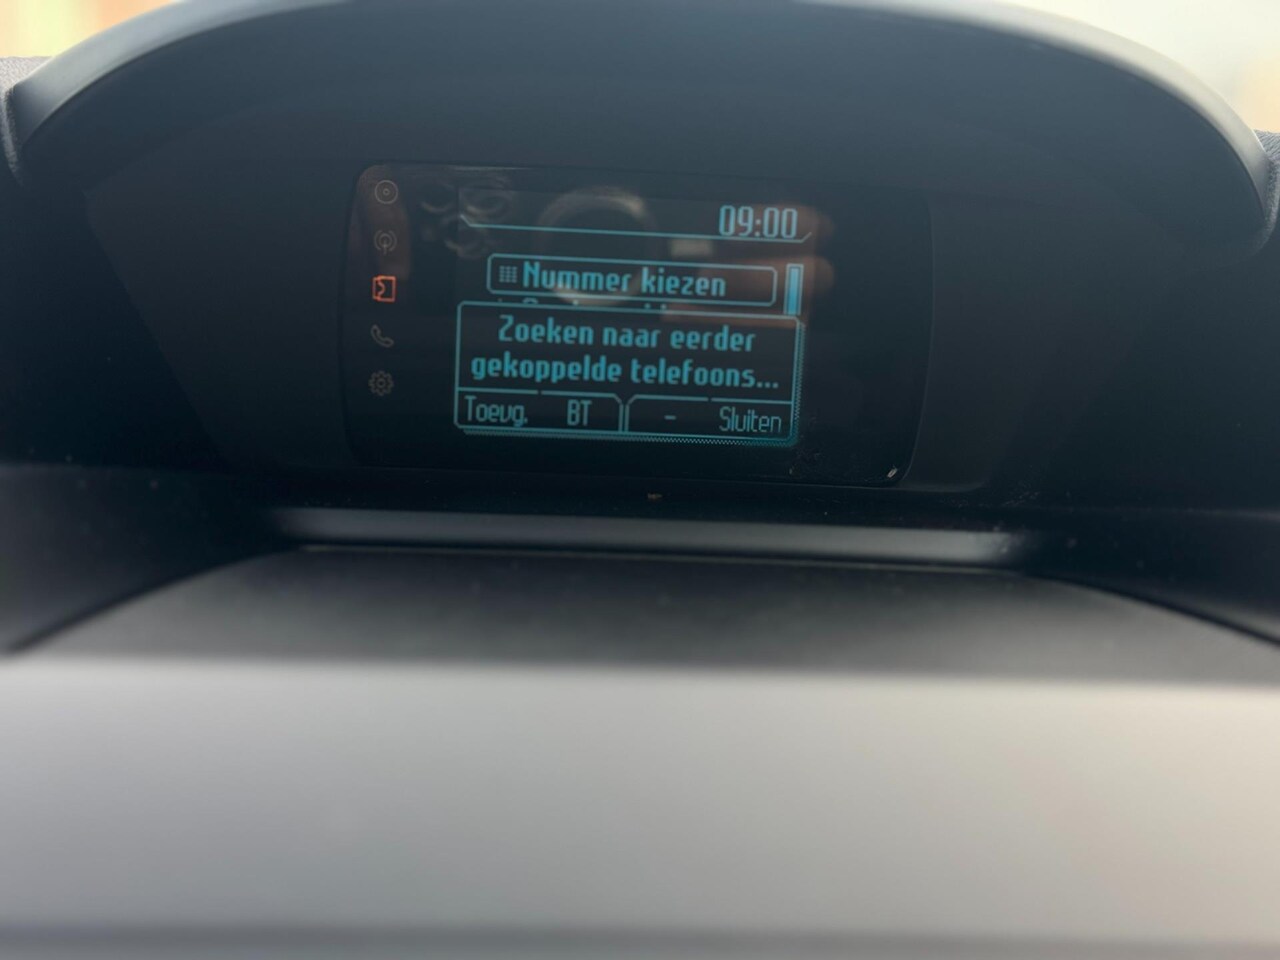 09:00
Nummer kiezen
Zoeken naar eerder
gekoppelde telefoons...
Toevg. BT - Sluiten